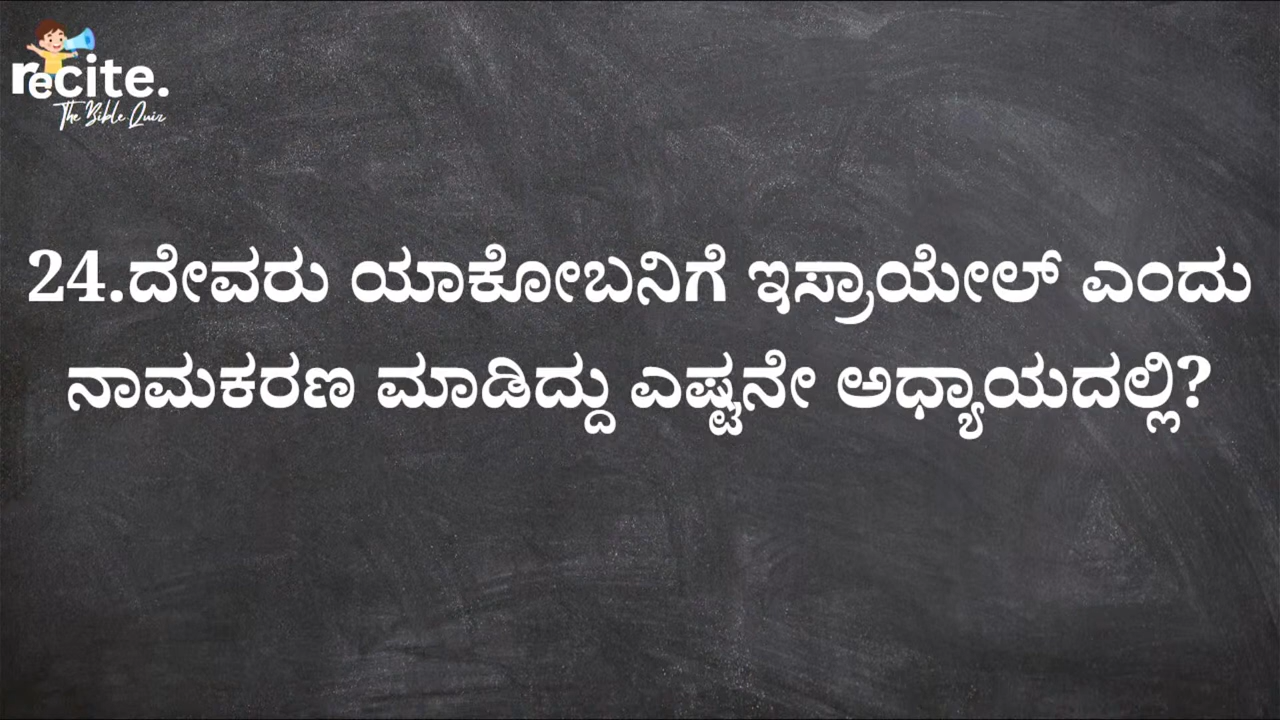 recite.
The Bible Quiz
24.ದೇವರು ಯಾಕೋಬನಿಗೆ ಇಸ್ರಾಯೇಲ್ ಎಂದು
ನಾಮಕರಣ ಮಾಡಿದ್ದು ಎಷ್ಟನೇ ಅಧ್ಯಾಯದಲ್ಲಿ?